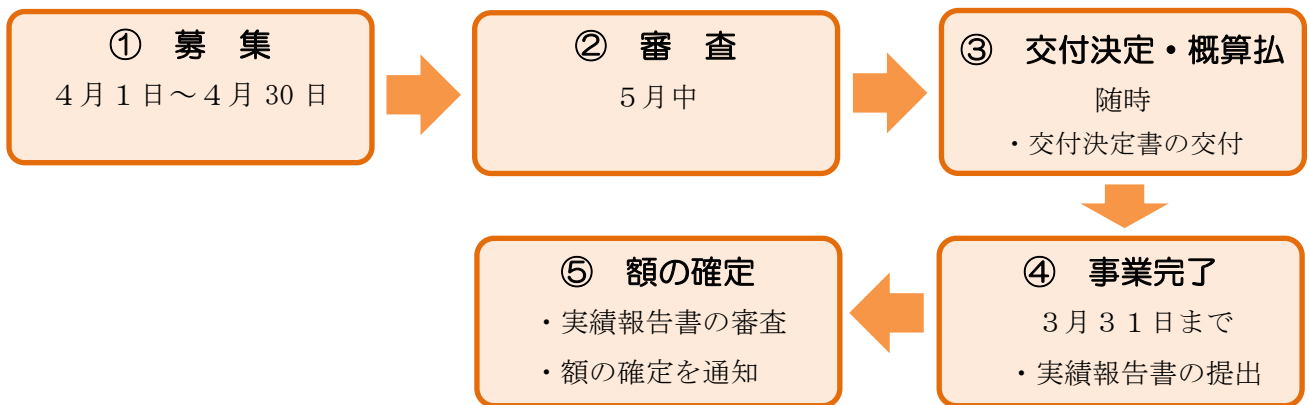 ① 募 集
４月１日～４月 30 日
② 審 査
５月中
③ 交付決定・概算払
随時
・交付決定書の交付
④ 事業完了
３月３１日まで
・実績報告書の提出
⑤ 額の確定
・実績報告書の審査
・額の確定を通知